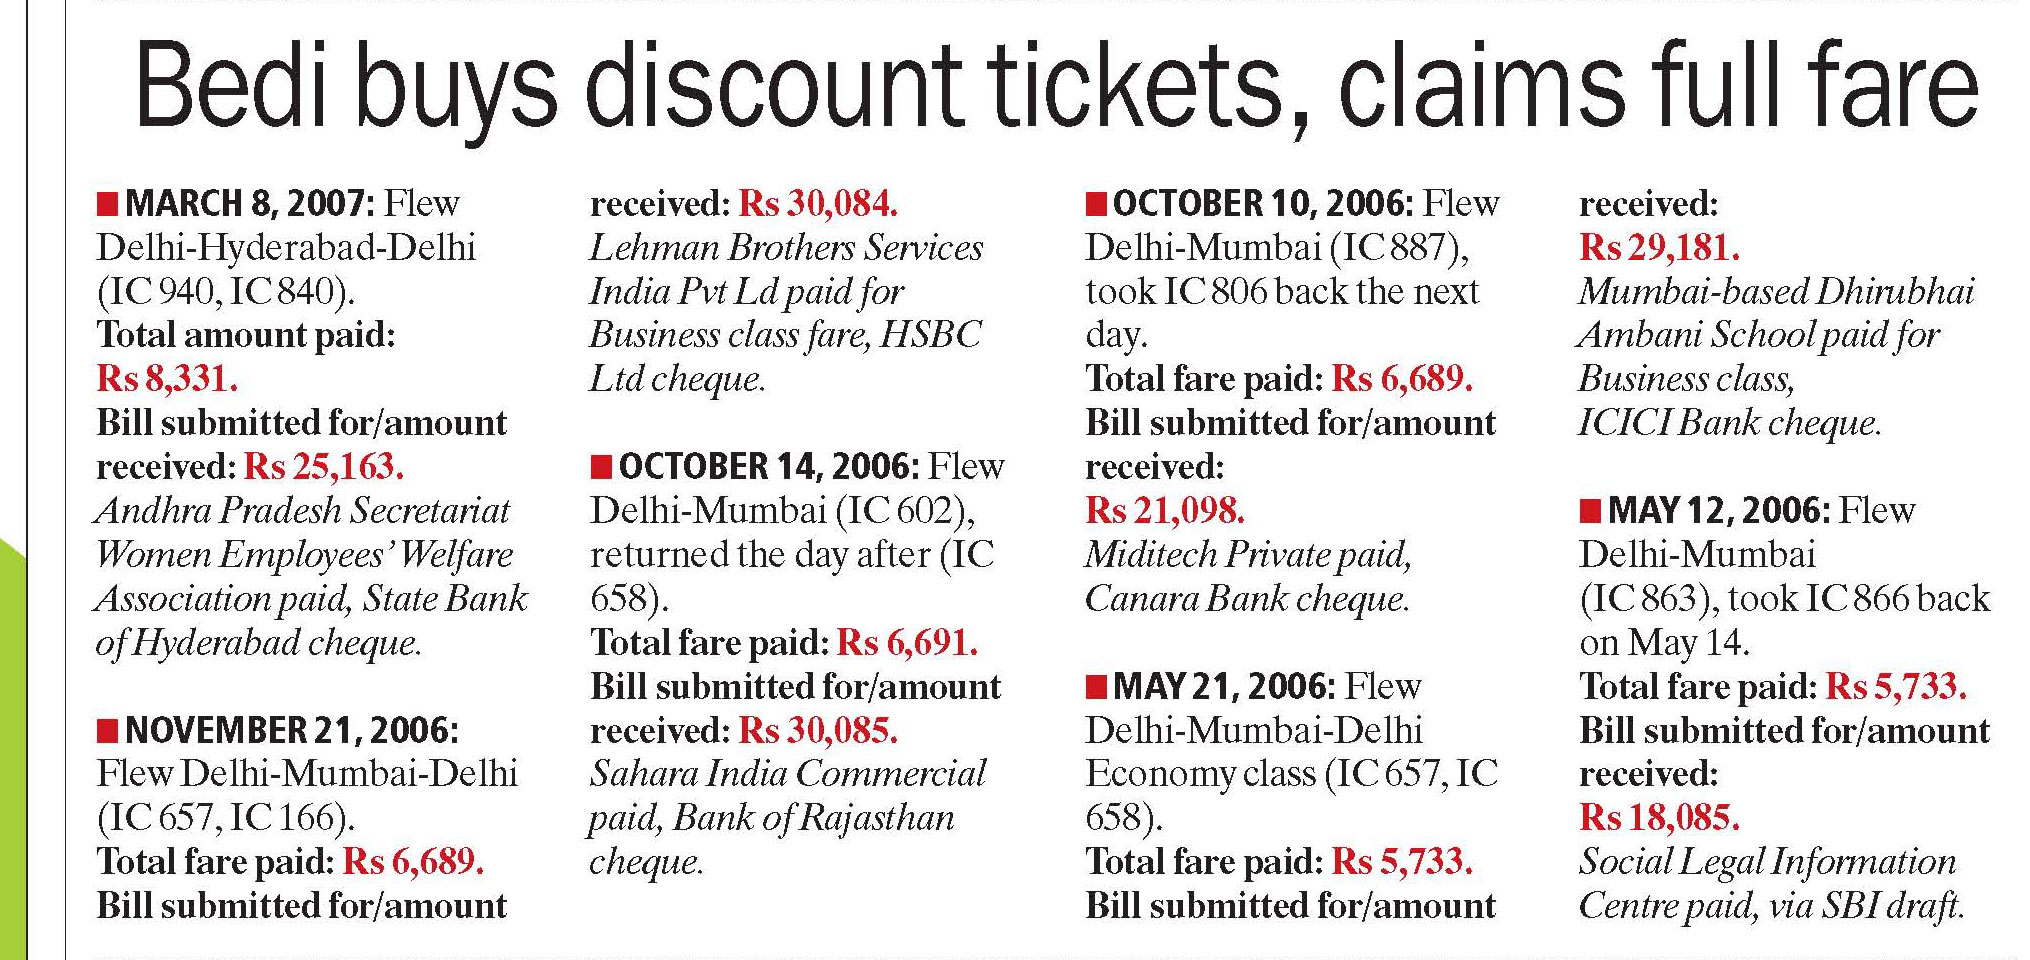 Bedi buys discount tickets, claims full fare
MARCH 8, 2007: Flew
Delhi-Hyderabad-Delhi
(IC 940, IC 840).
Total amount paid:
Rs 8,331.
Bill submitted for/amount
received: Rs 25,163.
Andhra Pradesh Secretariat
Women Employees' Welfare
Association paid, State Bank
of Hyderabad cheque.
NOVEMBER 21, 2006:
Flew Delhi-Mumbai-Delhi
(IC 657, IC 166).
Total fare paid: Rs 6,689.
Bill submitted for/amount
received: Rs 30,084.
Lehman Brothers Services
India Pvt Ld paid for
Business class fare, HSBC
Ltd cheque.
OCTOBER 14, 2006: Flew
Delhi-Mumbai (IC 602),
returned the day after (IC
658).
Total fare paid: Rs 6,691.
Bill submitted for/amount
received: Rs 30,085.
Sahara India Commercial
paid, Bank of Rajasthan
cheque.
OCTOBER 10, 2006: Flew
Delhi-Mumbai (IC 887),
took IC 806 back the next
day.
Total fare paid: Rs 6,689.
Bill submitted for/amount
received:
Rs 21,098.
Miditech Private paid,
Canara Bank cheque.
MAY 21, 2006: Flew
Delhi-Mumbai-Delhi
Economy class (IC 657, IC
658).
Total fare paid: Rs 5,733.
Bill submitted for/amount
received:
Rs 29,181.
Mumbai-based Dhirubhai
Ambani School paid for
Business class,
ICICI Bank cheque.
MAY 12, 2006: Flew
Delhi-Mumbai
(IC 863), took IC 866 back
on May 14.
Total fare paid: Rs 5,733.
Bill submitted for/amount
received:
Rs 18,085.
Social Legal Information
Centre paid, via SBI draft.